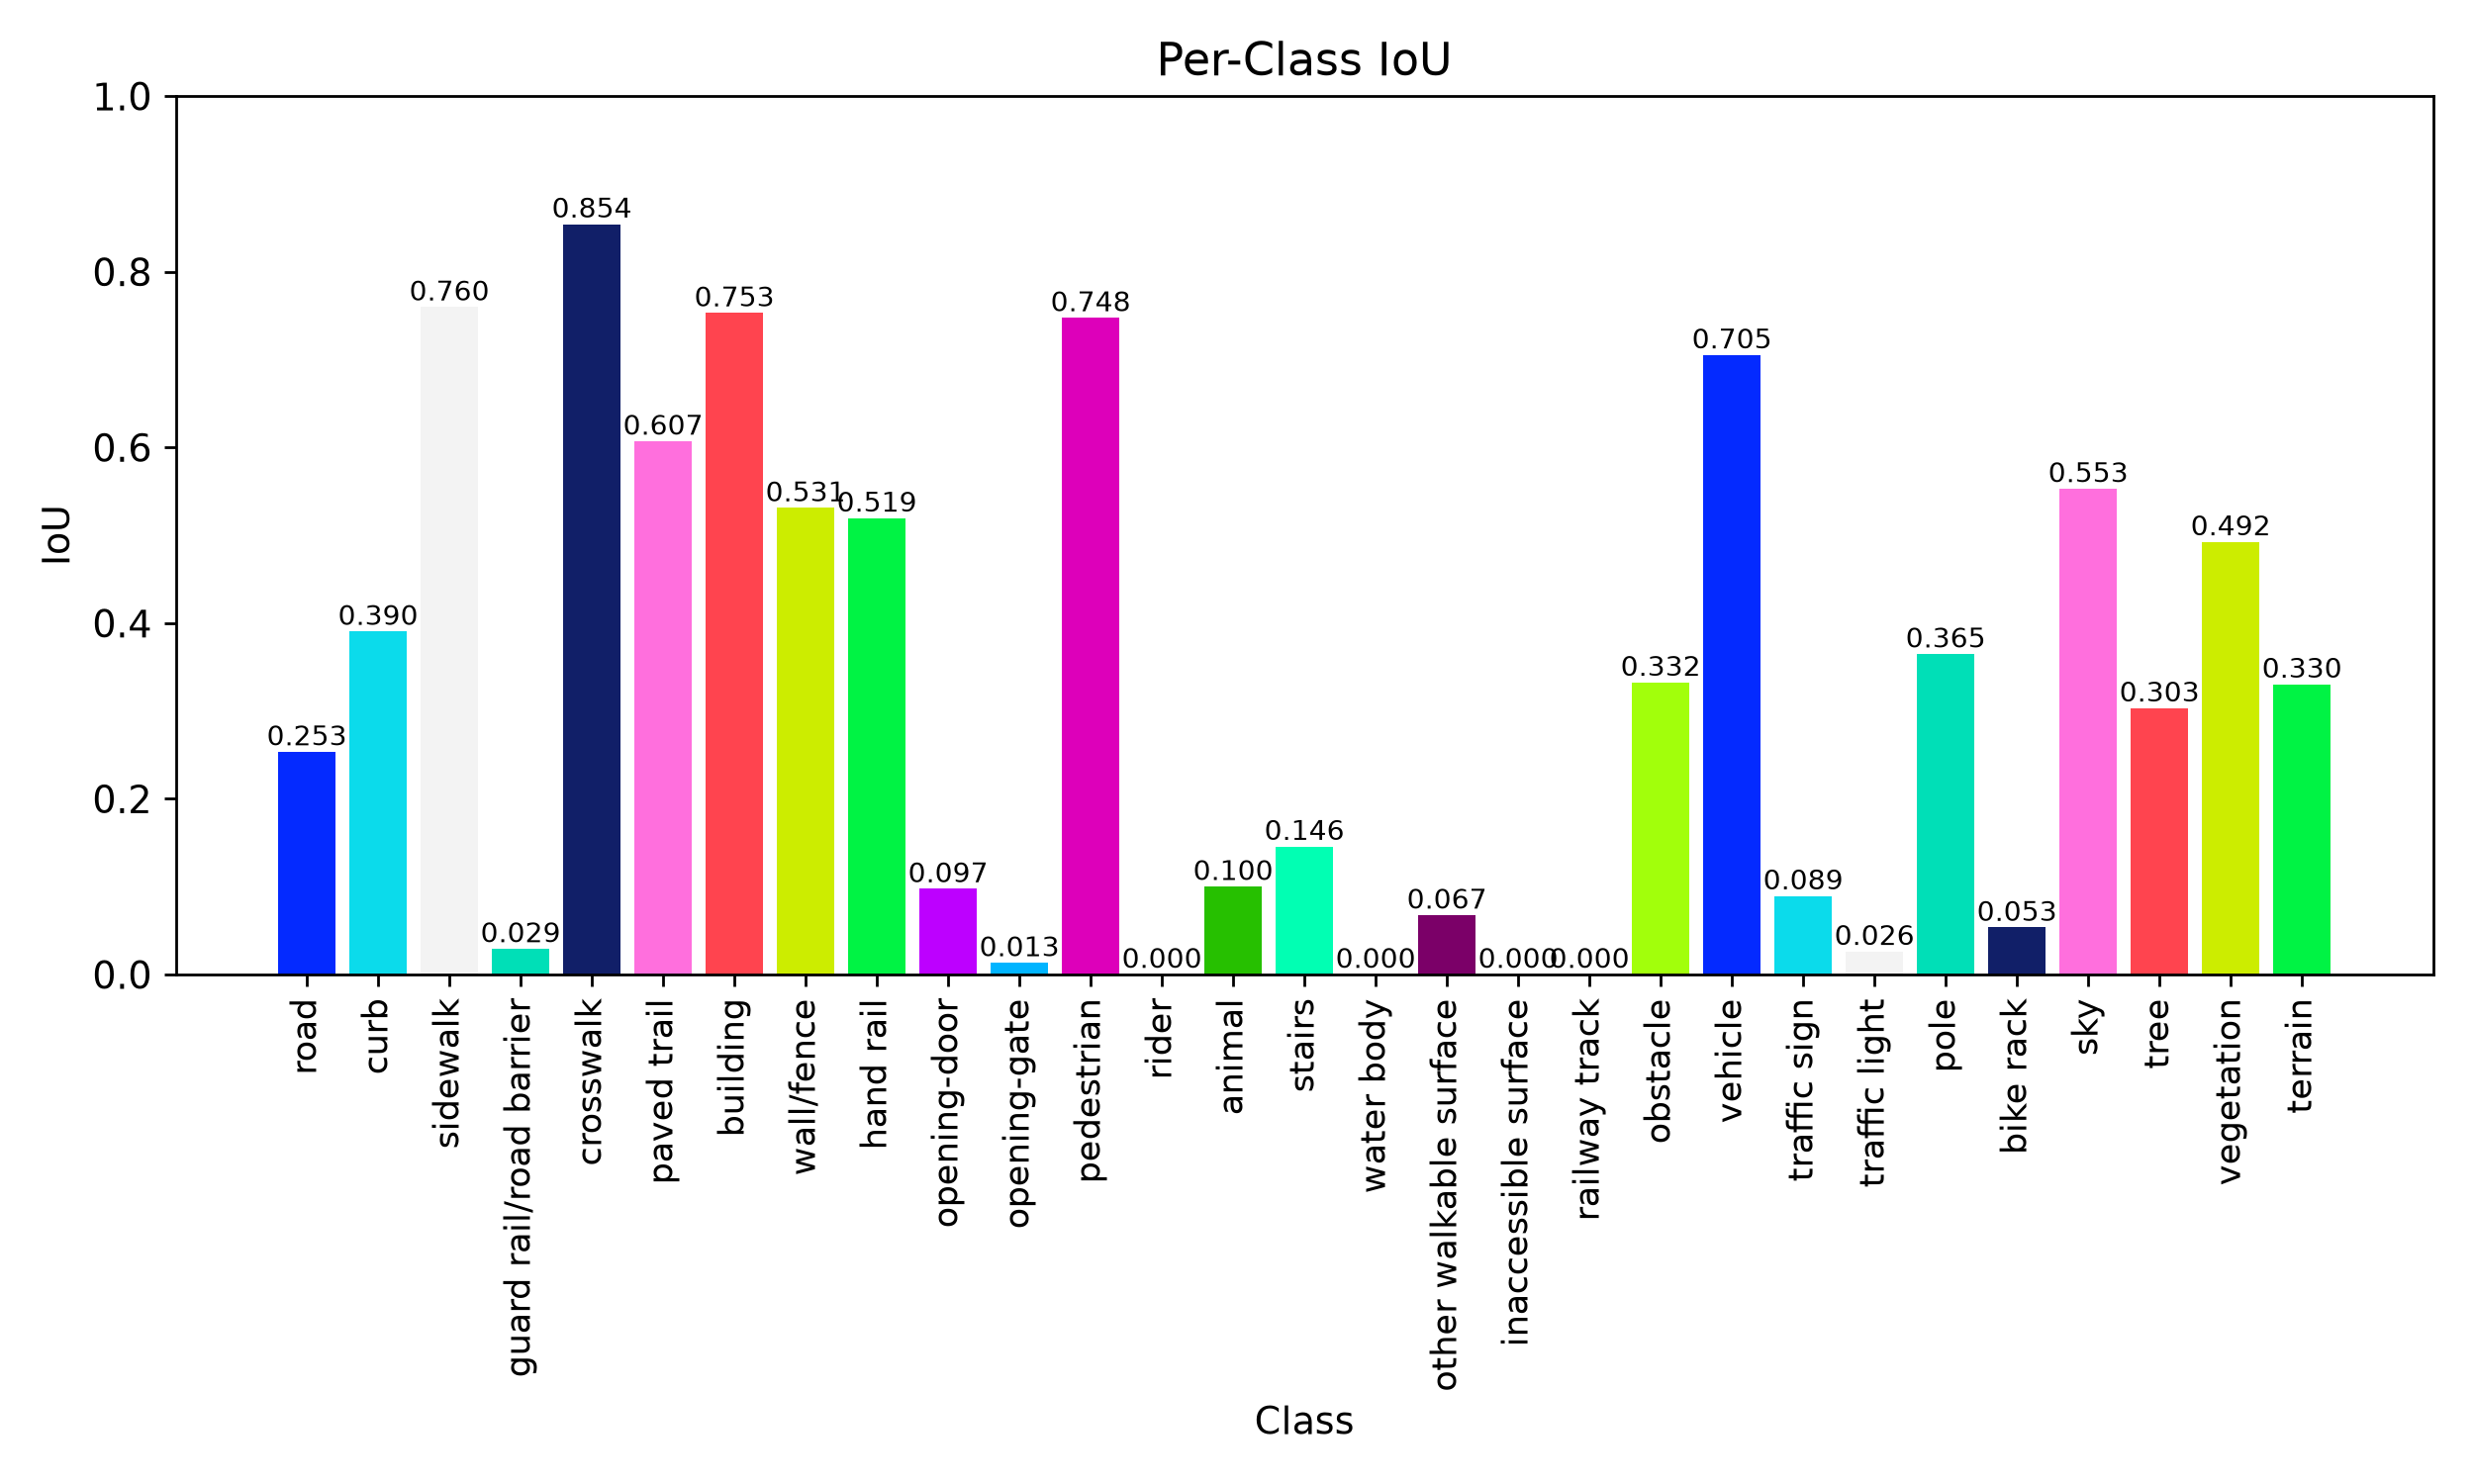 Per-Class IoU
1.0
0.8
0.6
0.4
0.2
0.0
IoU
0.253
0.390
0.760
0.029
0.854
0.607
0.753
0.531
0.519
0.097
0.013
0.748
0.000
0.100
0.146
0.000
0.067
0.000
0.000
0.332
0.705
0.089
0.026
0.365
0.053
0.553
0.303
0.492
0.330
road
curb
sidewalk
guard rail/road barrier
crosswalk
paved trail
building
wall/fence
hand rail
opening-door
opening-gate
pedestrian
rider
animal
stairs
water body
other walkable surface
inaccessible surface
railway track
obstacle
vehicle
traffic sign
traffic light
pole
bike rack
sky
tree
vegetation
terrain
Class